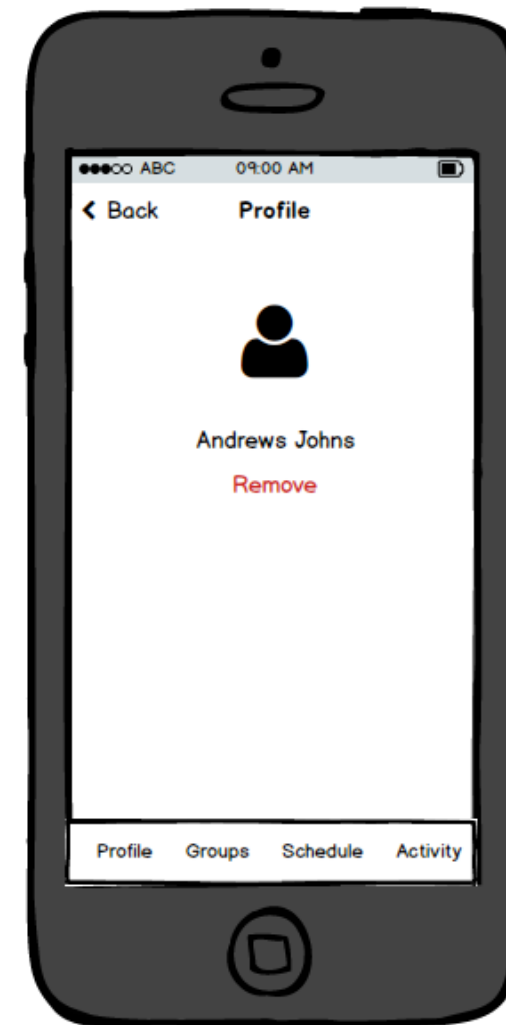 ABC 09:00 AM
Back Profile
Andrews Johns
Remove
Profile Groups Schedule Activity